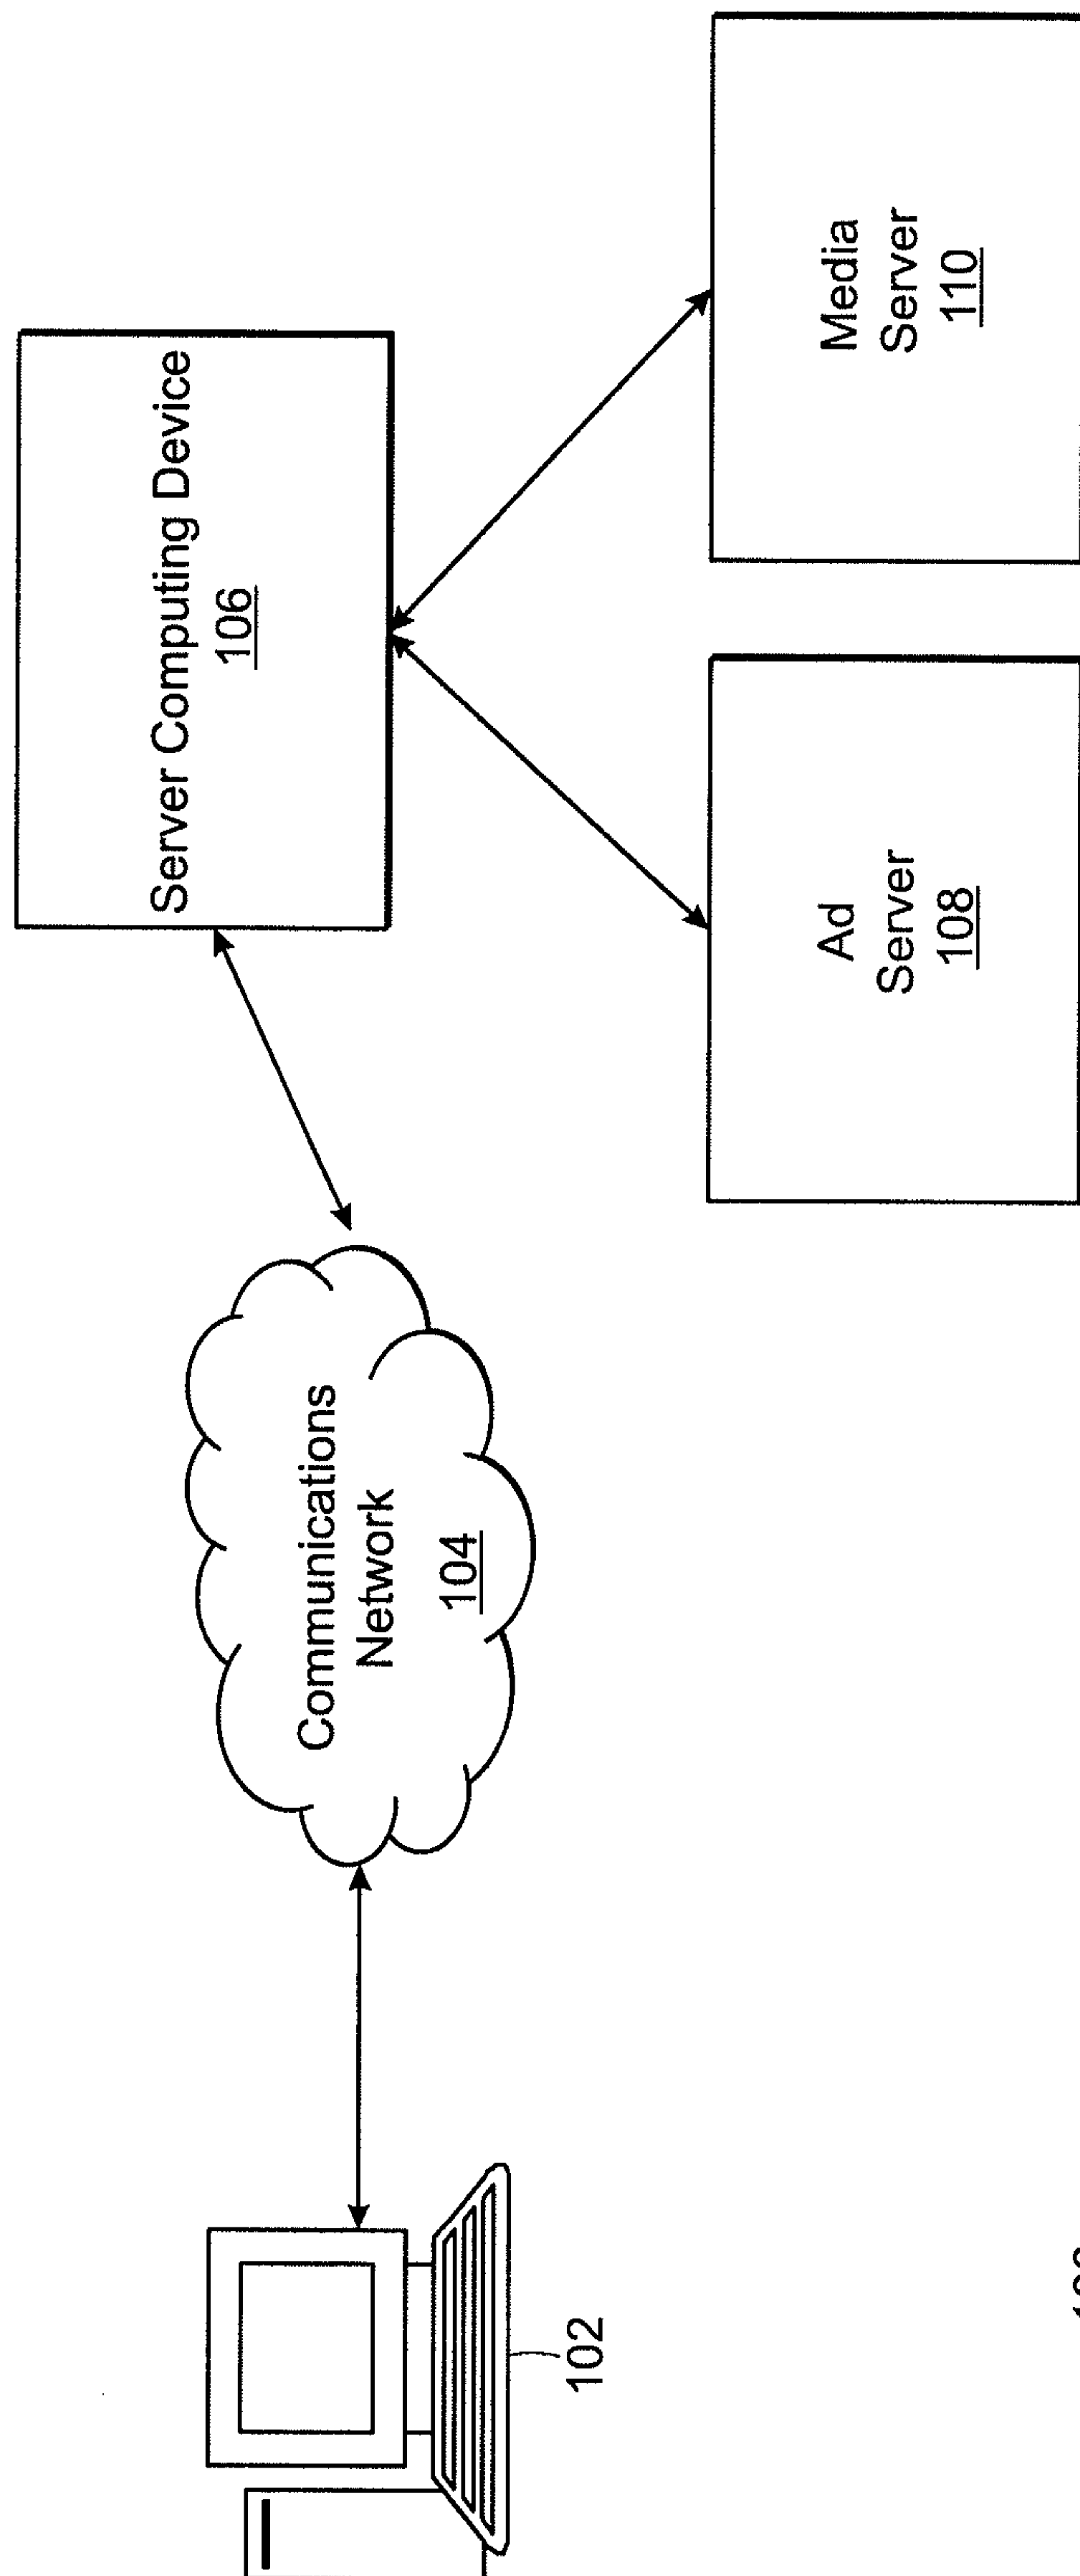 Server Computing Device
106
Communications
Network
104
102
Ad
Server
108
Media
Server
110